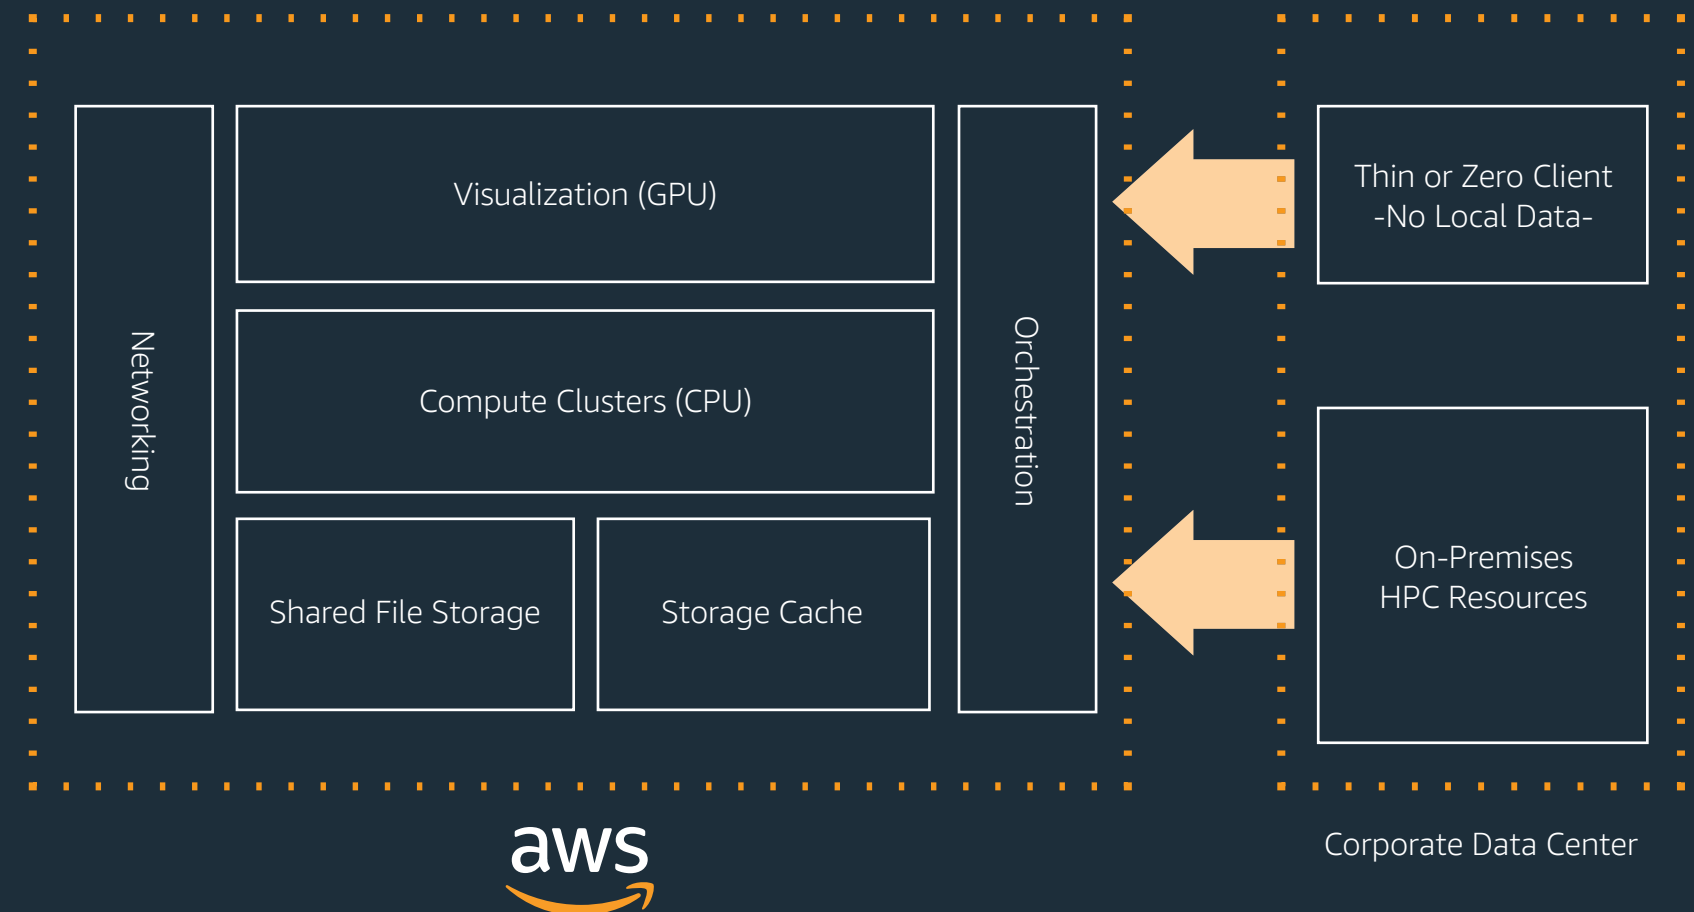 Networking
Visualization (GPU)
Compute Clusters (CPU)
Shared File Storage
Storage Cache
Orchestration
Thin or Zero Client
-No Local Data-
On-Premises
HPC Resources
aws
Corporate Data Center